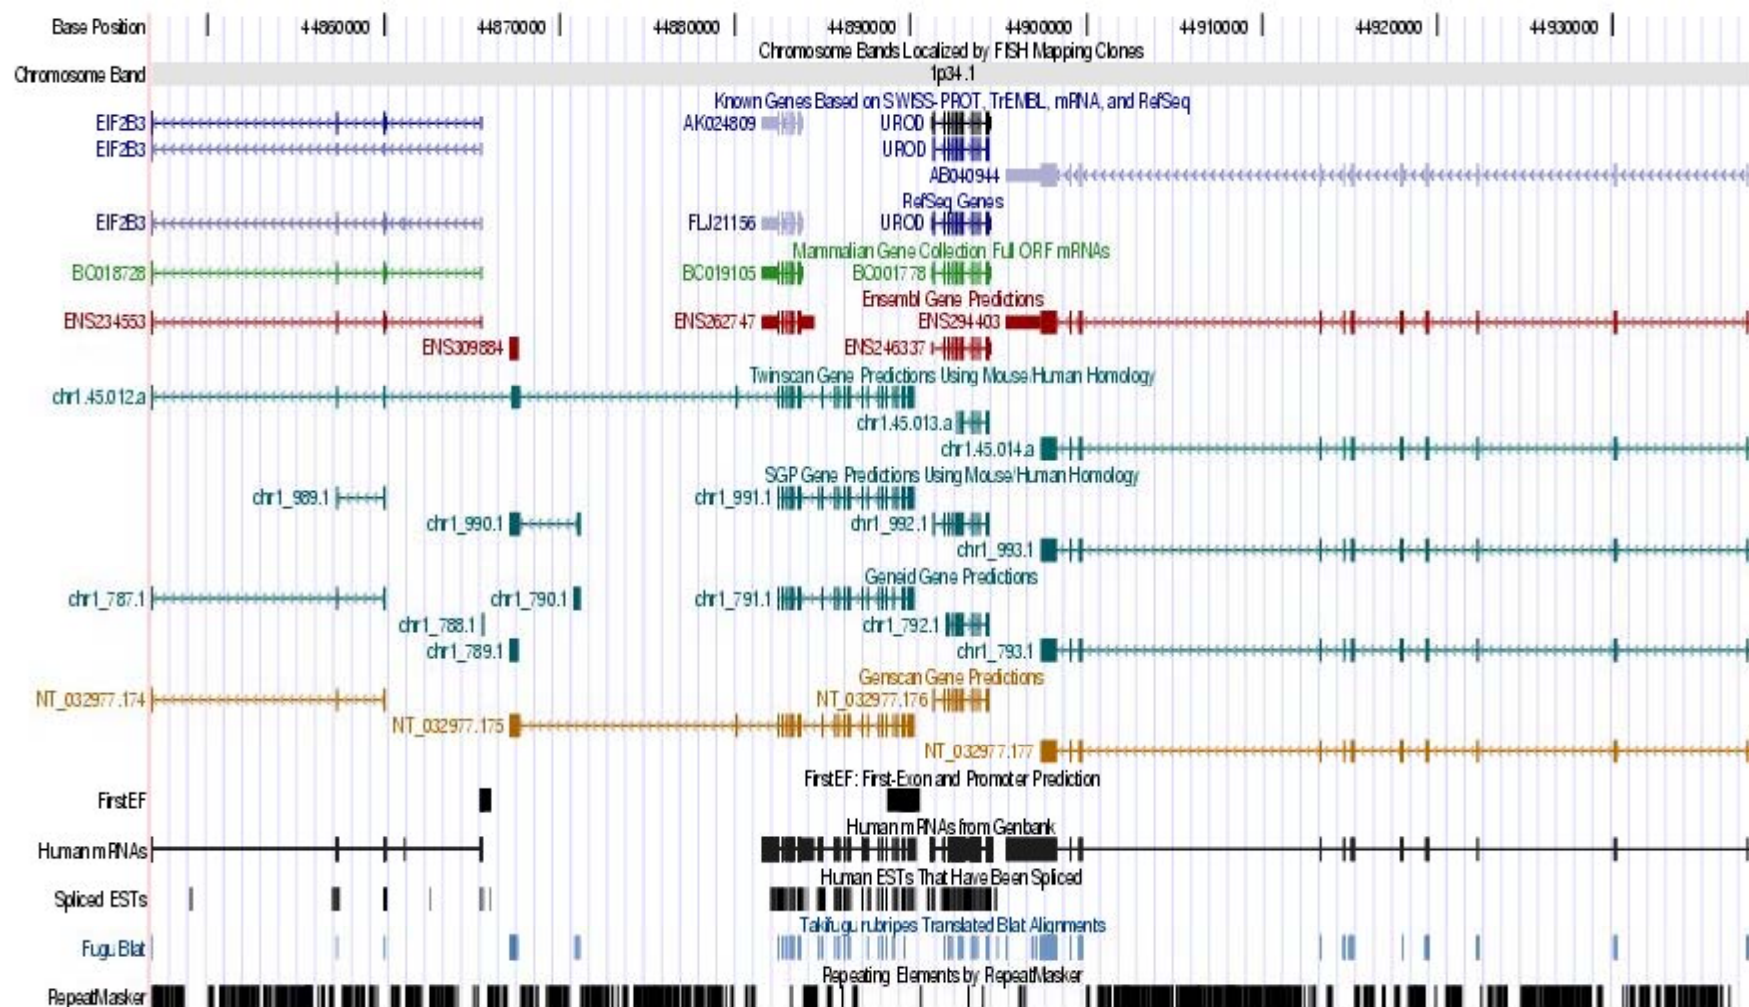 Base Position 44860000 44870000 44880000 44890000 44900000 44910000 44920000 44930000
Chromosome Bands Localized by FISH Mapping Clones
Chromosome Band 1p34.1
Known Genes Based on SWISS-PROT, TrEMBL, mRNA, and RefSeq
EIF2B3 AK024809 UROD
EIF2B3 UROD
AB040944
RefSeq Genes
EIF2B3 FLJ21156 UROD
Mammalian Gene Collection Full ORF mRNAs
BC018728 BC019105 BC001778
Ensembl Gene Predictions
ENS234553 ENS262747 ENS294403
ENS309884 ENS246337
Twinscan Gene Predictions Using Mouse/Human Homology
chr1.45.012.a
chr1.45.013.a
chr1.45.014.a
SGP Gene Predictions Using Mouse/Human Homology
chr1_989.1 chr1_991.1
chr1_990.1 chr1_992.1
chr1_993.1
Geneid Gene Predictions
chr1_787.1 chr1_790.1 chr1_791.1
chr1_788.1 chr1_792.1
chr1_789.1 chr1_793.1
Genscan Gene Predictions
NT_032977.174 NT_032977.176
NT_032977.175
NT_032977.177
FirstEF: First-Exon and Promoter Prediction
FirstEF
Human mRNAs from Genbank
Human mRNAs
Human ESTs That Have Been Spliced
Spliced ESTs
Takifugu rubripes Translated Blat Alignments
Fugu Blat
Repeating Elements by RepeatMasker
RepeatMasker